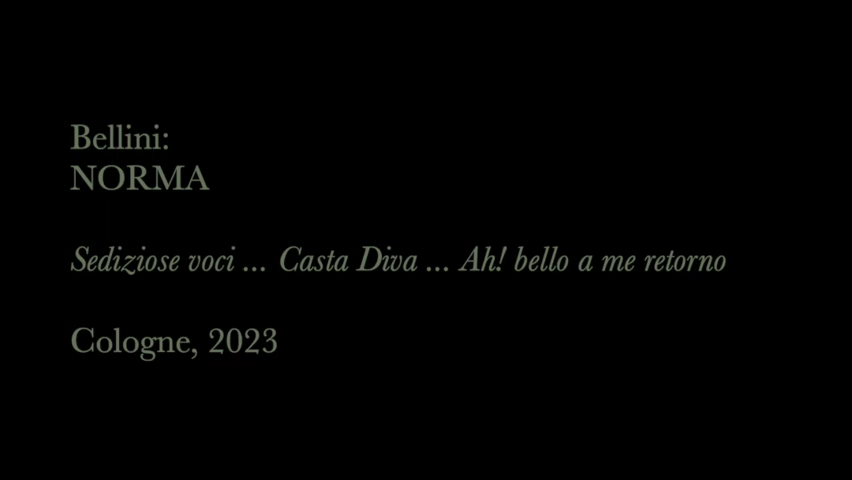 Bellini:
NORMA
Sediziose voci ... Casta Diva ... Ah! bello a me retorno
Cologne, 2023